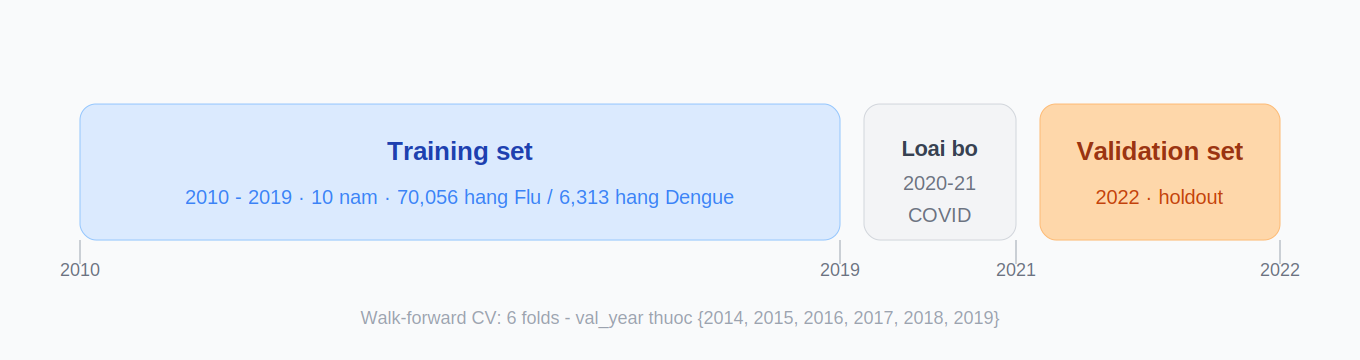 Training set
2010 - 2019 · 10 nam · 70,056 hang Flu / 6,313 hang Dengue
Loai bo
2020-21
COVID
Validation set
2022 · holdout
2010
2019
2021
2022
Walk-forward CV: 6 folds - val_year thuoc {2014, 2015, 2016, 2017, 2018, 2019}